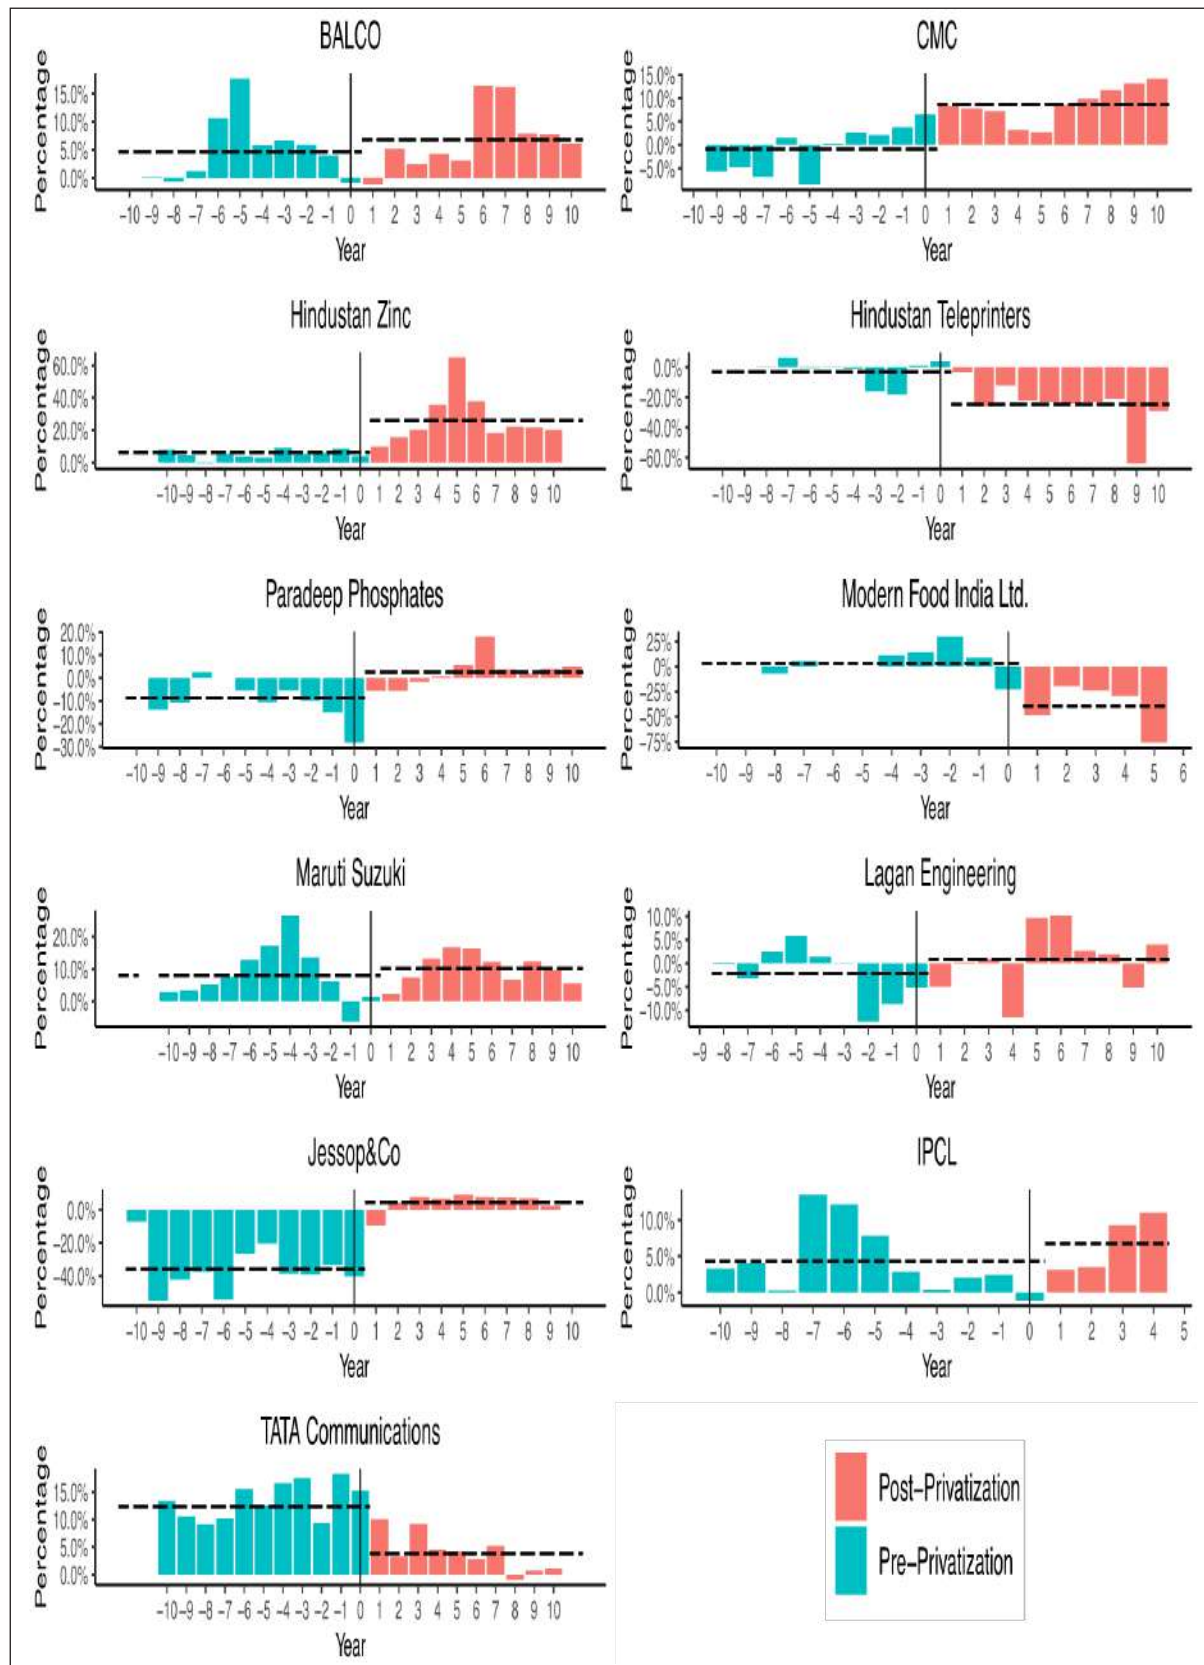 BALCO
Percentage
15.0%
10.0%
5.0%
0.0%
-10 -9 -8 -7 -6 -5 -4 -3 -2 -1 0 1 2 3 4 5 6 7 8 9 10
Year
CMC
Percentage
15.0%
10.0%
5.0%
0.0%
-5.0%
-10 -9 -8 -7 -6 -5 -4 -3 -2 -1 0 1 2 3 4 5 6 7 8 9 10
Year
Hindustan Zinc
Percentage
60.0%
40.0%
20.0%
0.0%
-10 -9 -8 -7 -6 -5 -4 -3 -2 -1 0 1 2 3 4 5 6 7 8 9 10
Year
Hindustan Teleprinters
Percentage
0.0%
-20.0%
-40.0%
-60.0%
-10 -9 -8 -7 -6 -5 -4 -3 -2 -1 0 1 2 3 4 5 6 7 8 9 10
Year
Paradeep Phosphates
Percentage
20.0%
10.0%
0.0%
-10.0%
-20.0%
-30.0%
-10 -9 -8 -7 -6 -5 -4 -3 -2 -1 0 1 2 3 4 5 6 7 8 9 10
Year
Modern Food India Ltd.
Percentage
25%
0%
-25%
-50%
-75%
-10 -9 -8 -7 -6 -5 -4 -3 -2 -1 0 1 2 3 4 5 6
Year
Maruti Suzuki
Percentage
20.0%
10.0%
0.0%
-10 -9 -8 -7 -6 -5 -4 -3 -2 -1 0 1 2 3 4 5 6 7 8 9 10
Year
Lagan Engineering
Percentage
10.0%
5.0%
0.0%
-5.0%
-10.0%
-9 -8 -7 -6 -5 -4 -3 -2 -1 0 1 2 3 4 5 6 7 8 9 10
Year
Jessop&Co
Percentage
0.0%
-20.0%
-40.0%
-10 -9 -8 -7 -6 -5 -4 -3 -2 -1 0 1 2 3 4 5 6 7 8 9 10
Year
IPCL
Percentage
10.0%
5.0%
0.0%
-10 -9 -8 -7 -6 -5 -4 -3 -2 -1 0 1 2 3 4 5
Year
TATA Communications
Percentage
15.0%
10.0%
5.0%
0.0%
-10 -9 -8 -7 -6 -5 -4 -3 -2 -1 0 1 2 3 4 5 6 7 8 9 10
Year
Post-Privatization
Pre-Privatization